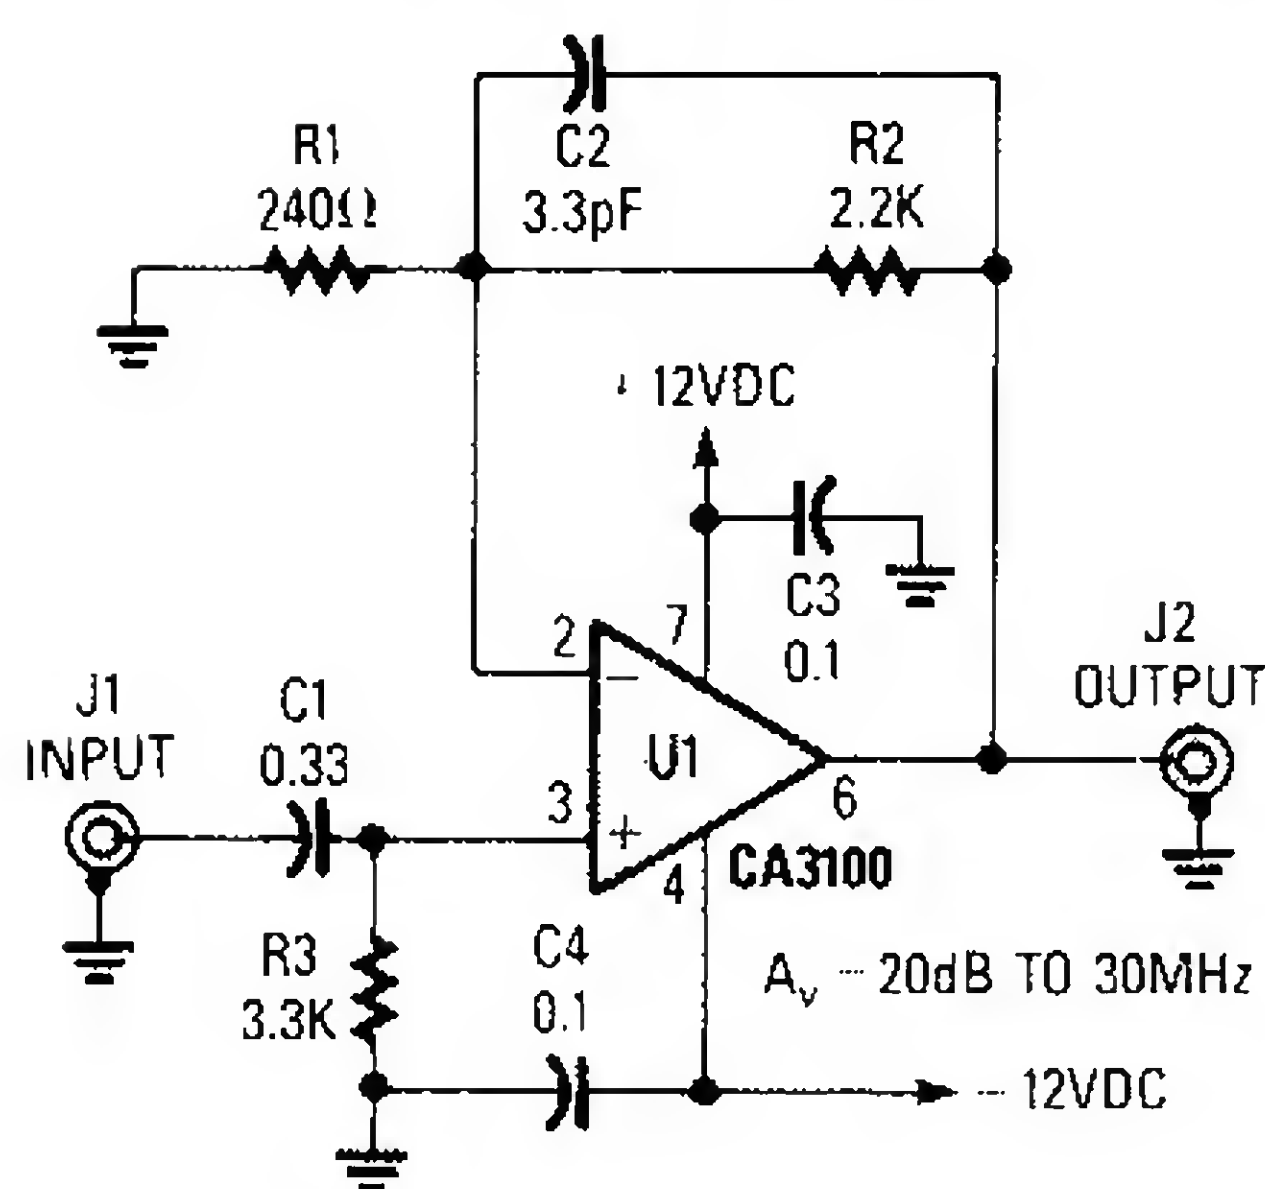 R1
240Ω
C2
3.3pF
R2
2.2K
+ 12VDC
C3
0.1
2
7
J1
INPUT
C1
0.33
3
−
+
U1
6
4
CA3100
J2
OUTPUT
R3
3.3K
C4
0.1
Av - 20dB TO 30MHz
- 12VDC